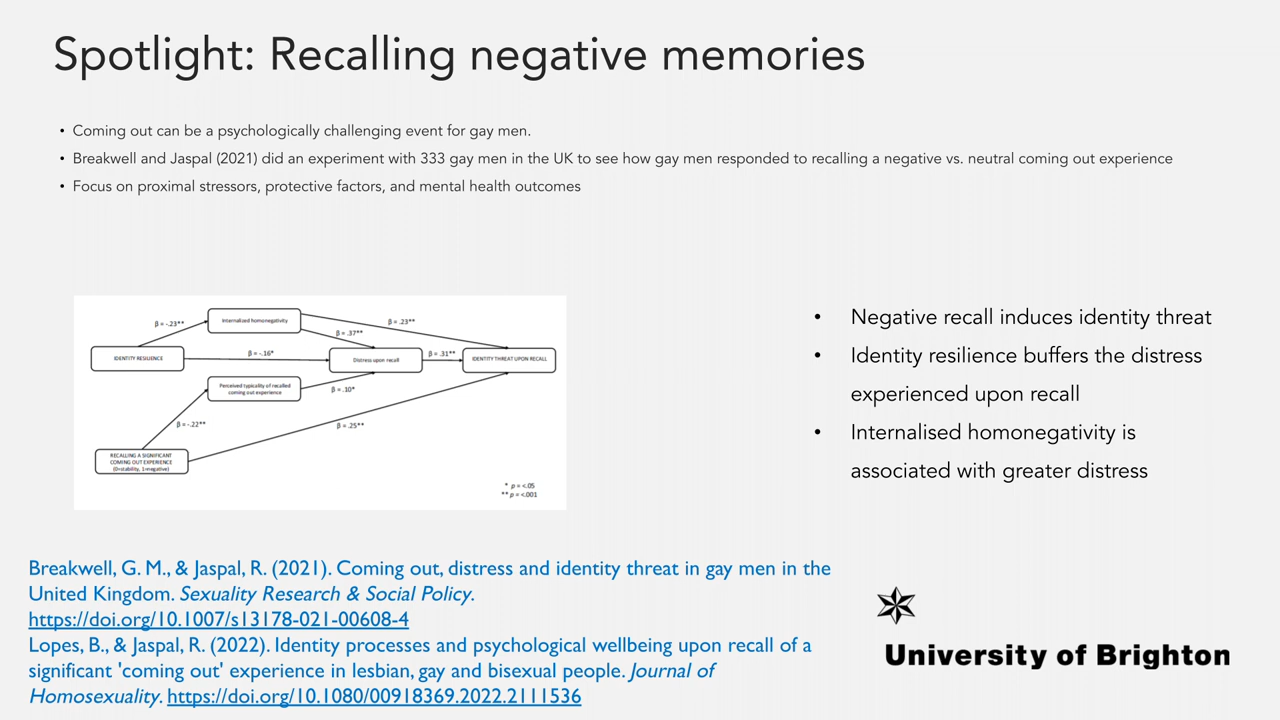 Spotlight: Recalling negative memories
• Coming out can be a psychologically challenging event for gay men.
• Breakwell and Jaspal (2021) did an experiment with 333 gay men in the UK to see how gay men responded to recalling a negative vs. neutral coming out experience
• Focus on proximal stressors, protective factors, and mental health outcomes
Internalised homonegativity
β = -.23**
β = .23**
β = .37**
IDENTITY RESILIENCE
β = -.16*
Distress upon recall
β = .31**
IDENTITY THREAT UPON RECALL
Perceived typicality of recalled
coming out experience
β = .10*
β = -.22**
β = .25**
RECALLING A SIGNIFICANT
COMING OUT EXPERIENCE
(0=stability, 1=negative)
* p = <.05
** p = <.001
• Negative recall induces identity threat
• Identity resilience buffers the distress
experienced upon recall
• Internalised homonegativity is
associated with greater distress
Breakwell, G. M., & Jaspal, R. (2021). Coming out, distress and identity threat in gay men in the
United Kingdom. Sexuality Research & Social Policy.
https://doi.org/10.1007/s13178-021-00608-4
Lopes, B., & Jaspal, R. (2022). Identity processes and psychological wellbeing upon recall of a
significant 'coming out' experience in lesbian, gay and bisexual people. Journal of
Homosexuality. https://doi.org/10.1080/00918369.2022.2111536
University of Brighton